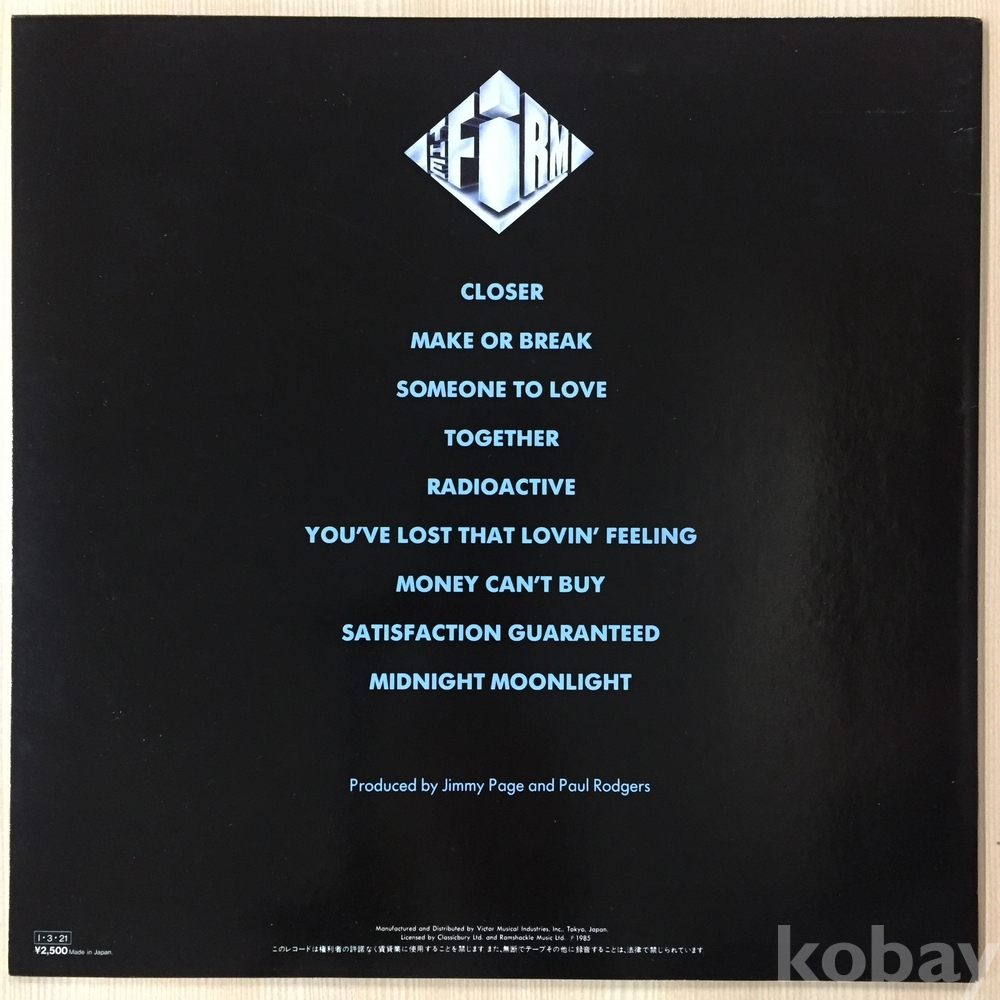 THE FiRM
CLOSER
MAKE OR BREAK
SOMEONE TO LOVE
TOGETHER
RADIOACTIVE
YOU'VE LOST THAT LOVIN' FEELING
MONEY CAN'T BUY
SATISFACTION GUARANTEED
MIDNIGHT MOONLIGHT
Produced by Jimmy Page and Paul Rodgers
Manufactured and Distributed by Victor Musical Industries, Inc. Tokyo, Japan.
Licensed by Classicbury Ltd. and Ramshackle Music Ltd. ℗1985
このレコードは権利者の許諾なく賃貸業に使用することを禁じます また、無断でテープその他に録音することは、法律で禁じられています.
I・3・21
¥2,500 Made in Japan.
kobay